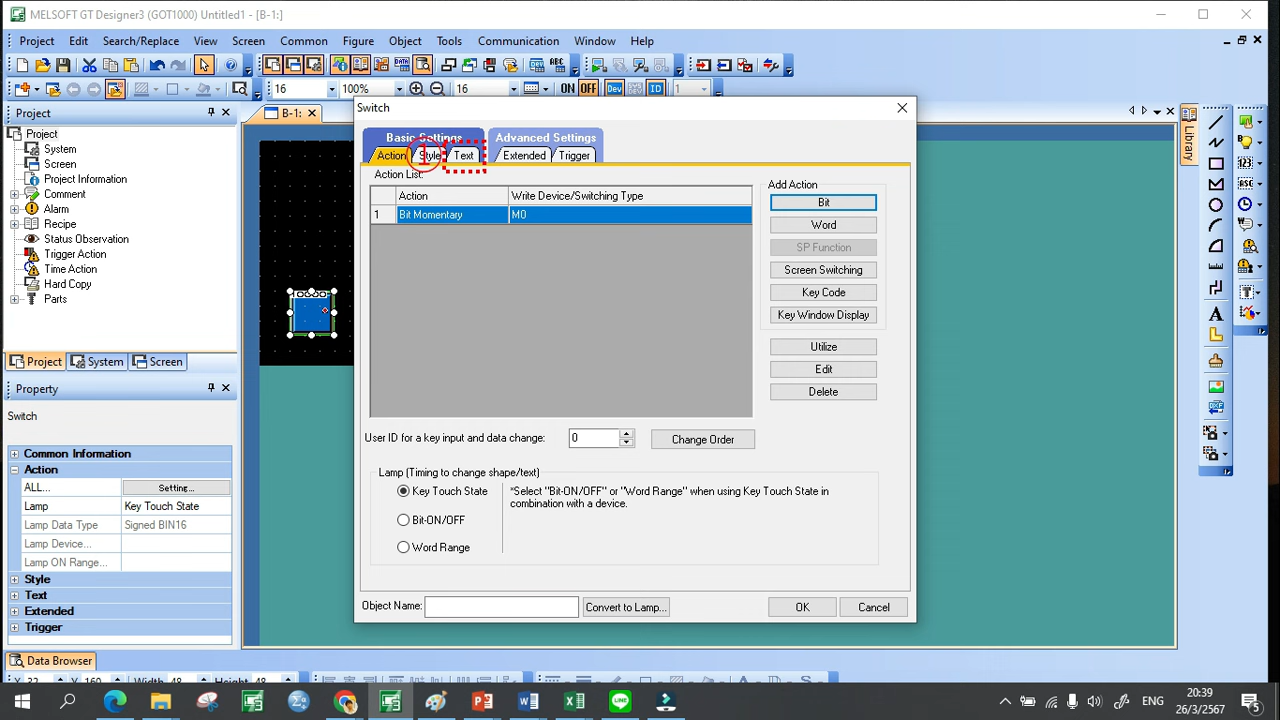 MELSOFT GT Designer3 (GOT1000) Untitled1 - [B-1:]
Project Edit Search/Replace View Screen Common Figure Object Tools Communication Window Help
ON OFF Dev ID
16 100% 16 1
Project
B-1:
Project
System
Screen
Project Information
Comment
Alarm
Recipe
Status Observation
Trigger Action
Time Action
Hard Copy
Parts
Project System Screen
Property
Switch
Common Information
Action
ALL... Setting...
Lamp Key Touch State
Lamp Data Type Signed BIN16
Lamp Device...
Lamp ON Range...
Style
Text
Extended
Trigger
Data Browser
X 32 Y 160 Width 48 Height 48
Switch
Basic Settings Advanced Settings
Action Style Text Extended Trigger
1
Action List:
Action Write Device/Switching Type
1 Bit Momentary M0
Add Action
Bit
Word
SP Function
Screen Switching
Key Code
Key Window Display
Utilize
Edit
Delete
User ID for a key input and data change: 0 Change Order
Lamp (Timing to change shape/text)
Key Touch State
Bit-ON/OFF
Word Range
*Select "Bit-ON/OFF" or "Word Range" when using Key Touch State in
combination with a device.
Object Name: Convert to Lamp... OK Cancel
Library
ENG
20:39
26/3/2567
5